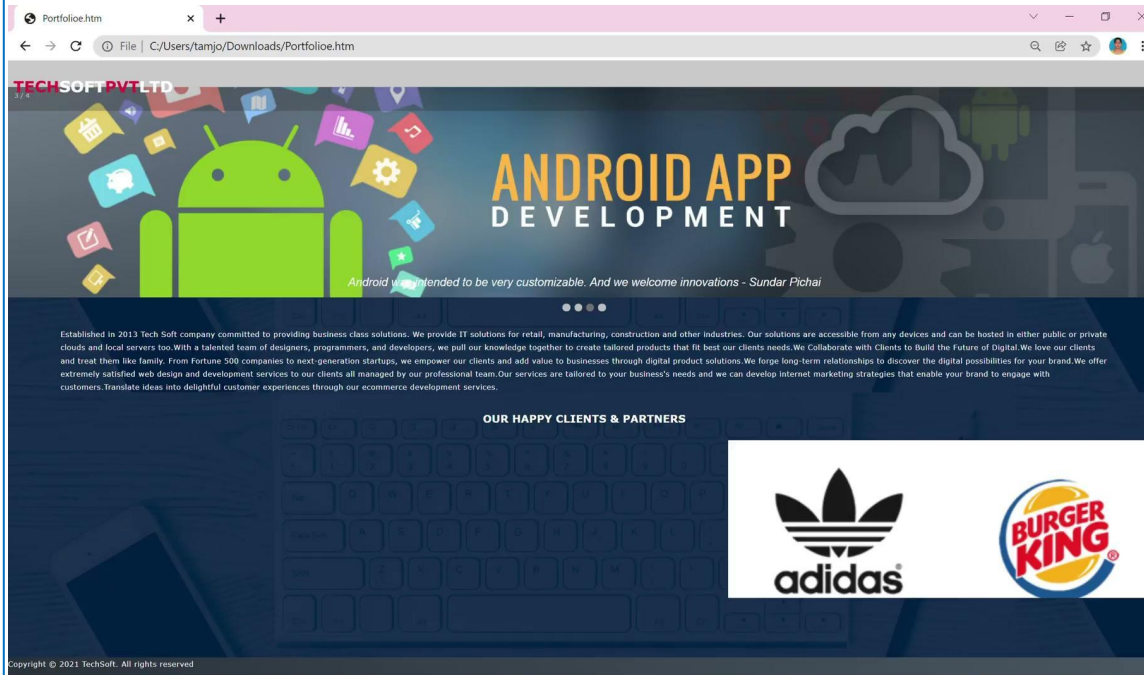 Portfolioe.htm
File | C:/Users/tamjo/Downloads/Portfolioe.htm
TECHSOFTPVTLTD
3 / 4
ANDROID APP
DEVELOPMENT
Android was intended to be very customizable. And we welcome innovations - Sundar Pichai
Established in 2013 Tech Soft company committed to providing business class solutions. We provide IT solutions for retail, manufacturing, construction and other industries. Our solutions are accessible from any devices and can be hosted in either public or private
clouds and local servers too.With a talented team of designers, programmers, and developers, we pull our knowledge together to create tailored products that fit best our clients needs.We Collaborate with Clients to Build the Future of Digital.We love our clients
and treat them like family. From Fortune 500 companies to next-generation startups, we empower our clients and add value to businesses through digital product solutions.We forge long-term relationships to discover the digital possibilities for your brand.We offer
extremely satisfied web design and development services to our clients all managed by our professional team.Our services are tailored to your business's needs and we can develop internet marketing strategies that enable your brand to engage with
customers.Translate ideas into delightful customer experiences through our ecommerce development services.
OUR HAPPY CLIENTS & PARTNERS
adidas
BURGER
KING
Copyright © 2021 TechSoft. All rights reserved